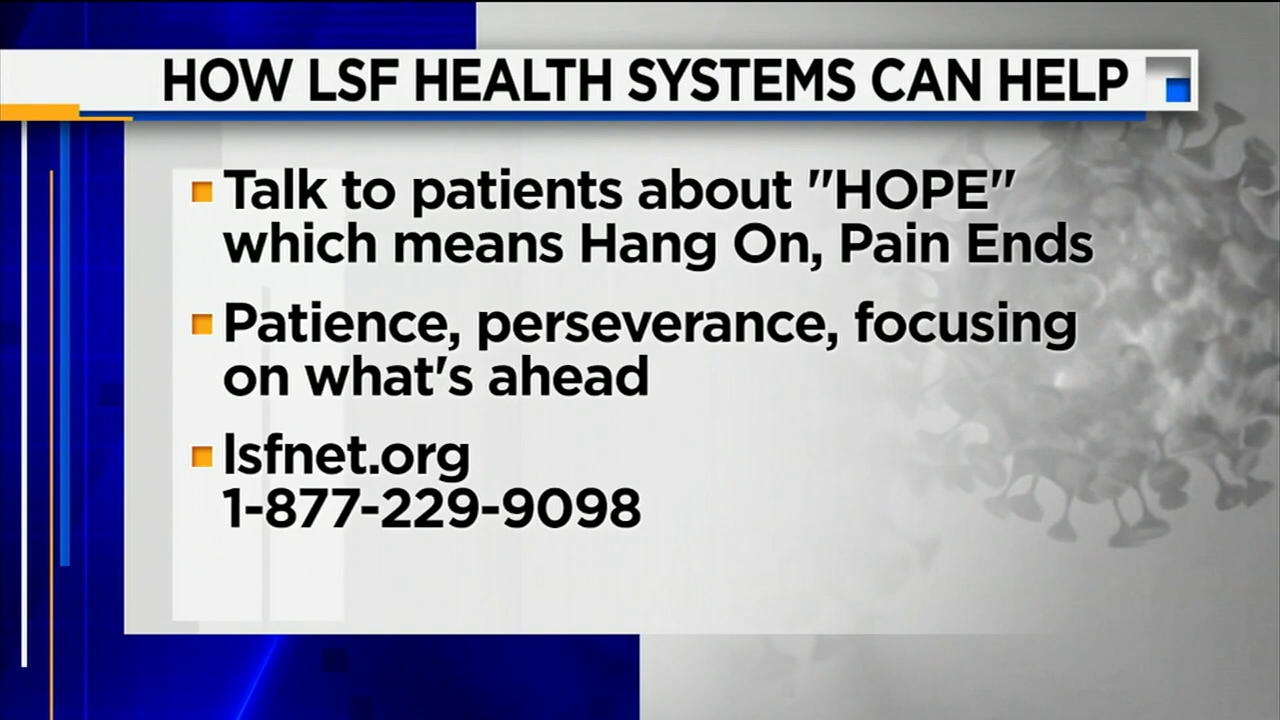 HOW LSF HEALTH SYSTEMS CAN HELP
Talk to patients about "HOPE"
which means Hang On, Pain Ends
Patience, perseverance, focusing
on what's ahead
lsfnet.org
1-877-229-9098